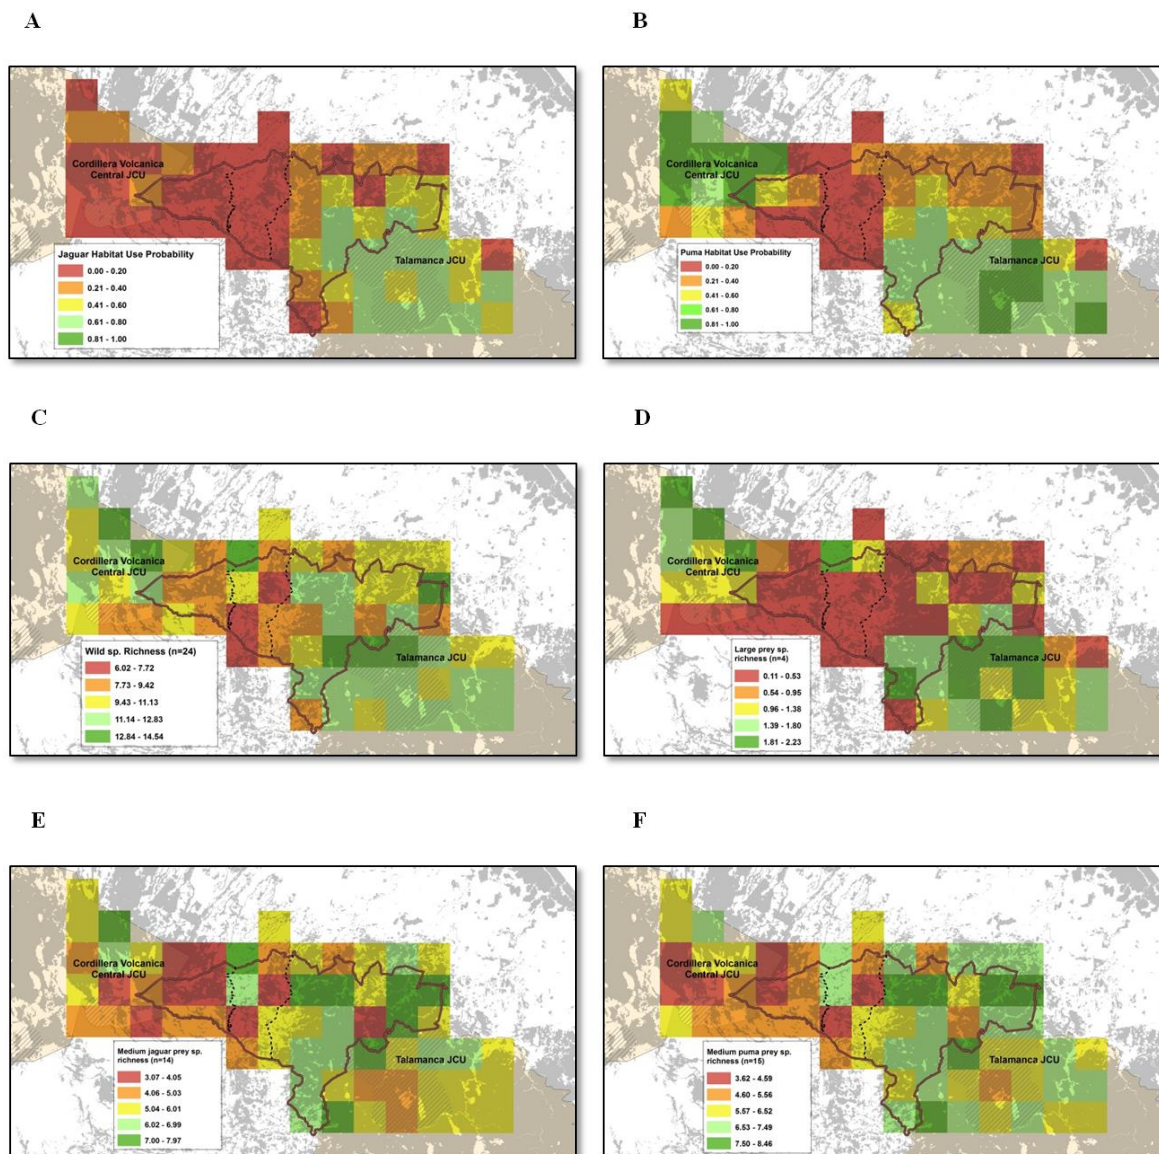 A
B
Cordillera Volcanica
Central JCU
Talamanca JCU
Jaguar Habitat Use Probability
0.00 - 0.20
0.21 - 0.40
0.41 - 0.60
0.61 - 0.80
0.81 - 1.00
Cordillera Volcanica
Central JCU
Talamanca JCU
Puma Habitat Use Probability
0.00 - 0.20
0.21 - 0.40
0.41 - 0.60
0.61 - 0.80
0.81 - 1.00
C
D
Cordillera Volcanica
Central JCU
Talamanca JCU
Wild sp. Richness (n=24)
6.02 - 7.72
7.73 - 9.42
9.43 - 11.13
11.14 - 12.83
12.84 - 14.54
Cordillera Volcanica
Central JCU
Talamanca JCU
Large prey sp.
richness (n=4)
0.11 - 0.53
0.54 - 0.95
0.96 - 1.38
1.39 - 1.80
1.81 - 2.23
E
F
Cordillera Volcanica
Central JCU
Talamanca JCU
Medium jaguar prey sp.
richness (n=14)
3.07 - 4.05
4.06 - 5.03
5.04 - 6.01
6.02 - 6.99
7.00 - 7.97
Cordillera Volcanica
Central JCU
Talamanca JCU
Medium puma prey sp.
richness (n=15)
3.62 - 4.59
4.60 - 5.56
5.57 - 6.52
6.53 - 7.49
7.50 - 8.46